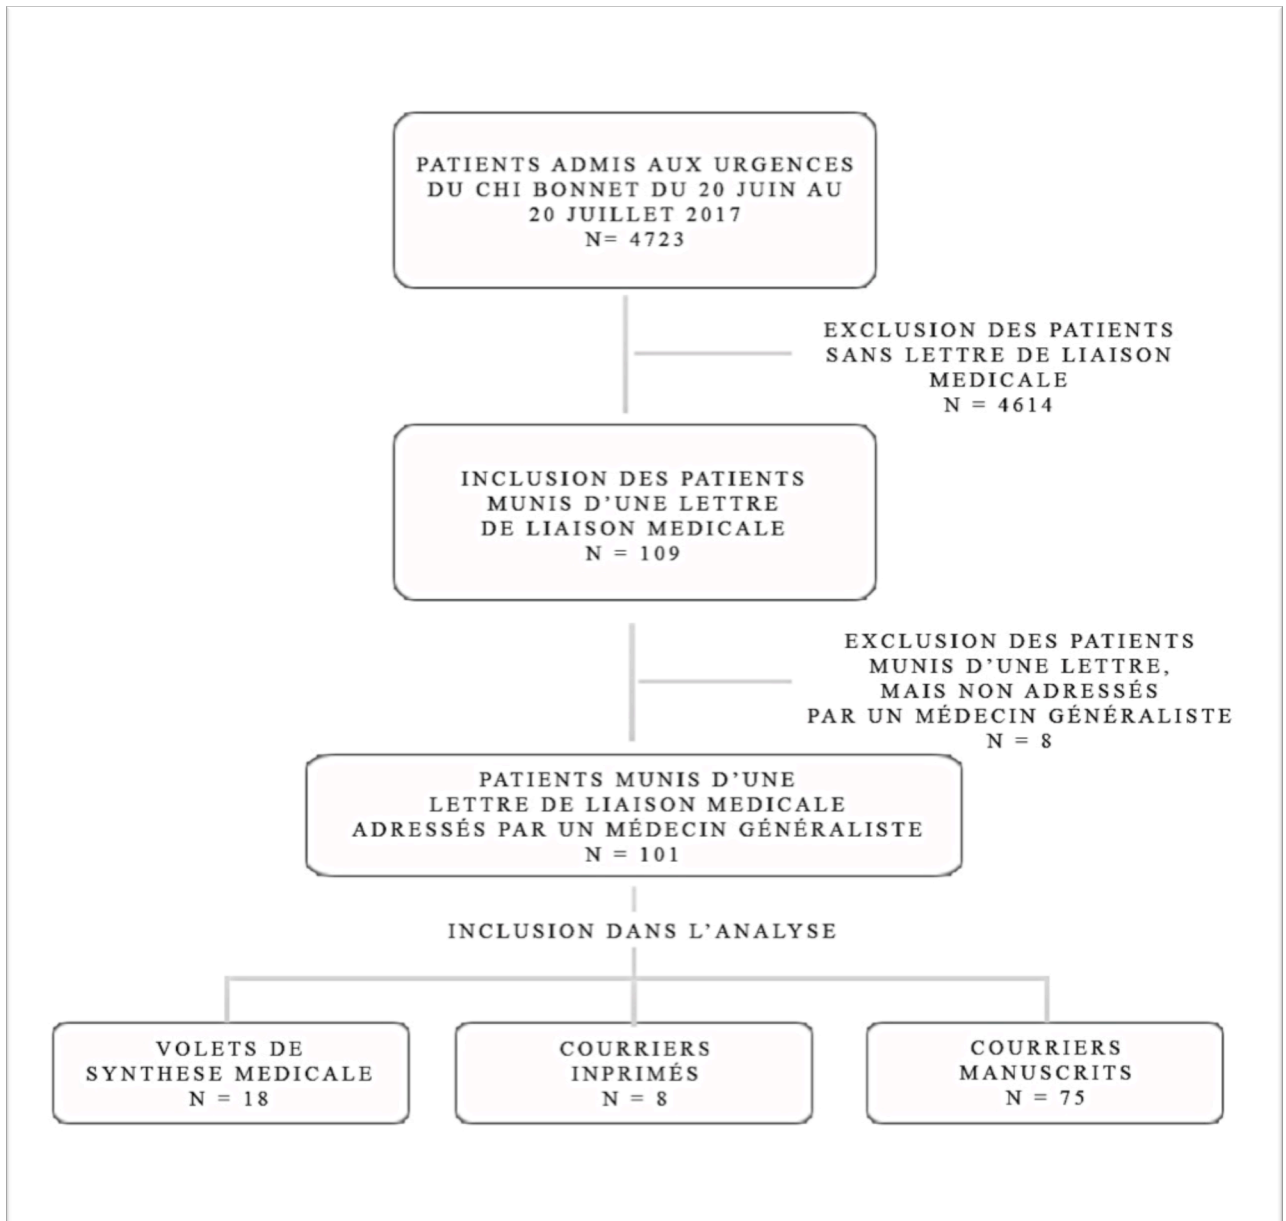 PATIENTS ADMIS AUX URGENCES
DU CHI BONNET DU 20 JUIN AU
20 JUILLET 2017
N= 4723
EXCLUSION DES PATIENTS
SANS LETTRE DE LIAISON
MEDICALE
N = 4614
INCLUSION DES PATIENTS
MUNIS D’UNE LETTRE
DE LIAISON MEDICALE
N = 109
EXCLUSION DES PATIENTS
MUNIS D’UNE LETTRE,
MAIS NON ADRESSÉS
PAR UN MÉDECIN GÉNÉRALISTE
N = 8
PATIENTS MUNIS D’UNE
LETTRE DE LIAISON MEDICALE
ADRESSÉS PAR UN MÉDECIN GÉNÉRALISTE
N = 101
INCLUSION DANS L’ANALYSE
VOLETS DE
SYNTHESE MEDICALE
N = 18
COURRIERS
INPRIMÉS
N = 8
COURRIERS
MANUSCRITS
N = 75